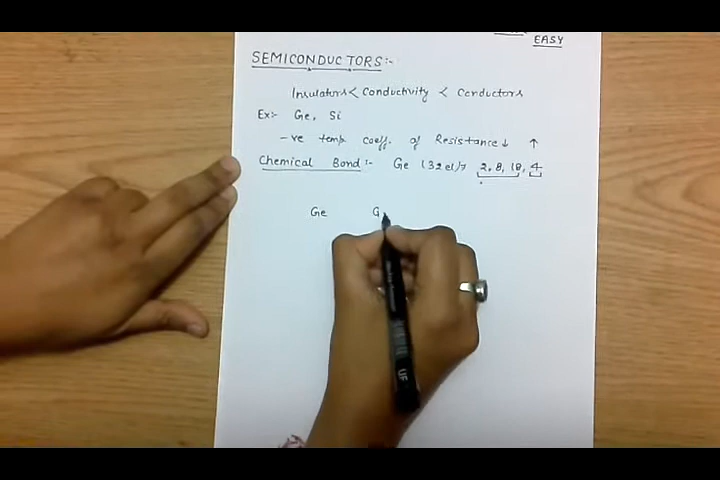 EASY
SEMICONDUCTORS:-
Insulators < Conductivity < Conductors
Ex:- Ge, Si
-ve temp coeff. of Resistance ↓ ↑
Chemical Bond:- Ge (32 el) → 2, 8, 18, 4
Ge G